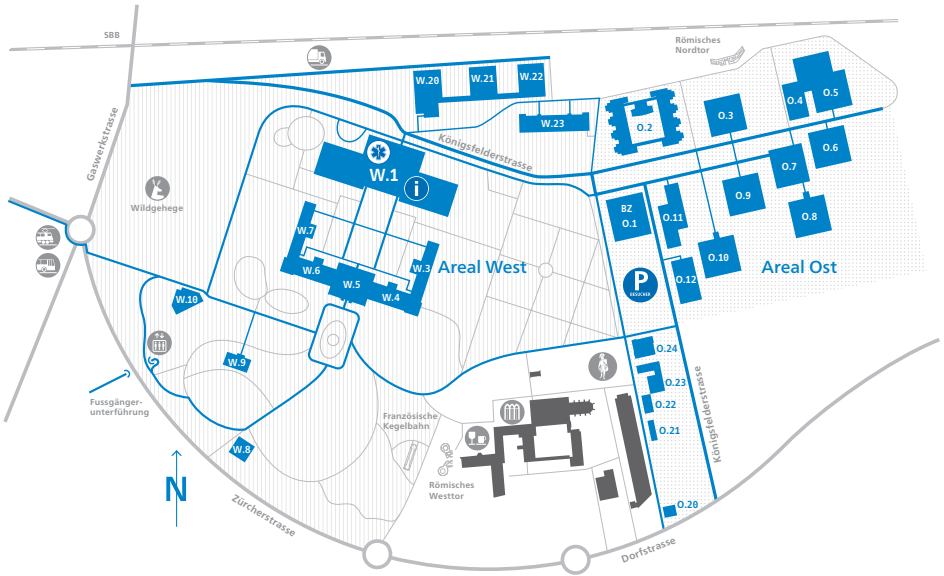 SBB
Römisches
Nordtor
Gaswerkstrasse
W.20
W.21
W.22
W.23
Königsfelderstrasse
O.2
O.3
O.4
O.5
O.6
O.7
O.8
O.9
O.10
O.11
BZ
O.1
O.12
P
BESUCHER
W.1
i
Wildgehege
W.7
W.6
W.5
W.4
W.3
Areal West
Areal Ost
W.10
W.9
W.8
Fussgänger-
unterführung
N
Zürcherstrasse
Französische
Kegelbahn
Römisches
Westtor
O.24
O.23
O.22
O.21
O.20
Königsfelderstrasse
Dorfstrasse